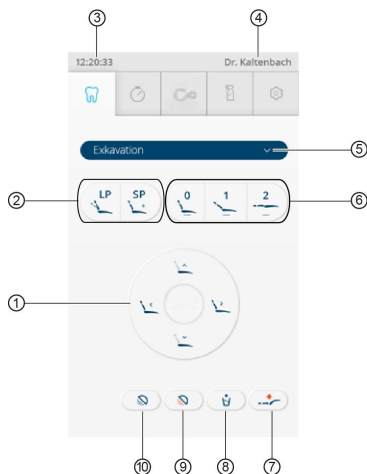 ③ ④
12:20:33 Dr. Kaltenbach
Exkavation ⑤
② LP SP 0 1 2 ⑥
①
⑩ ⑨ ⑧ ⑦